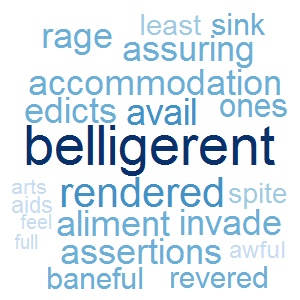 least sink
rage assuring
accommodation
edicts avail ones
belligerent
arts rendered spite
aids
feel aliment invade
full assertions awful
baneful revered